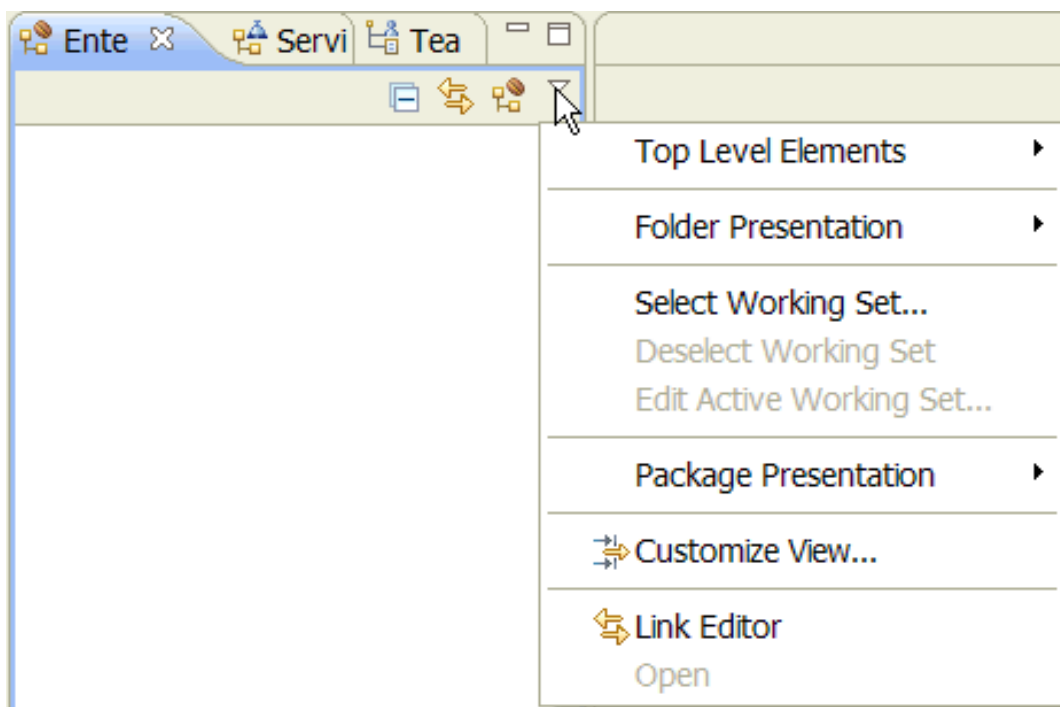 Ente Servi Tea
Top Level Elements
Folder Presentation
Select Working Set...
Deselect Working Set
Edit Active Working Set...
Package Presentation
Customize View...
Link Editor
Open